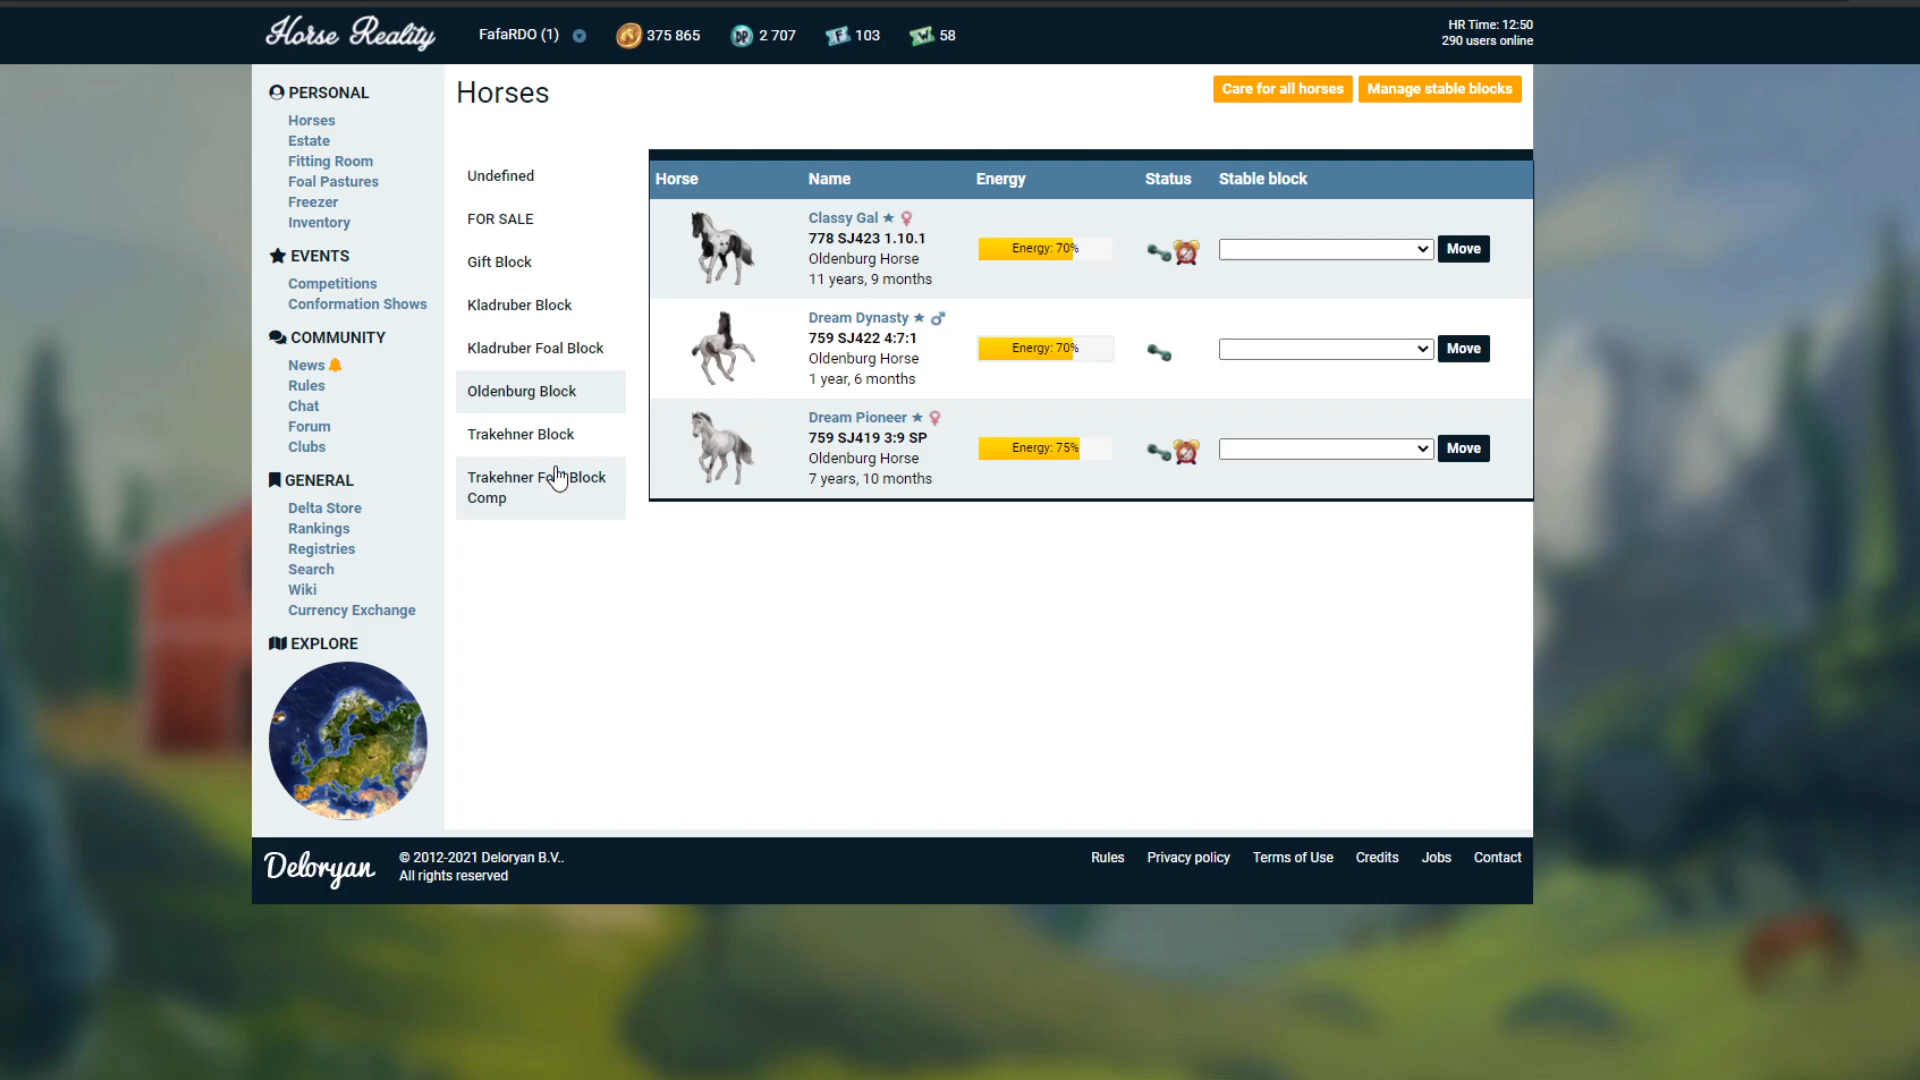 Horse Reality
FafaRDO (1)
375 865
2 707
103
58
HR Time: 12:50
290 users online
PERSONAL
Horses
Estate
Fitting Room
Foal Pastures
Freezer
Inventory
EVENTS
Competitions
Conformation Shows
COMMUNITY
News
Rules
Chat
Forum
Clubs
GENERAL
Delta Store
Rankings
Registries
Search
Wiki
Currency Exchange
EXPLORE
Horses
Care for all horses
Manage stable blocks
Undefined
FOR SALE
Gift Block
Kladruber Block
Kladruber Foal Block
Oldenburg Block
Trakehner Block
Trakehner Foal Block
Comp
Horse Name Energy Status Stable block
Classy Gal
778 SJ423 1.10.1
Oldenburg Horse
11 years, 9 months
Energy: 70%
Move
Dream Dynasty
759 SJ422 4:7:1
Oldenburg Horse
1 year, 6 months
Energy: 70%
Move
Dream Pioneer
759 SJ419 3:9 SP
Oldenburg Horse
7 years, 10 months
Energy: 75%
Move
Deloryan
© 2012-2021 Deloryan B.V..
All rights reserved
Rules Privacy policy Terms of Use Credits Jobs Contact